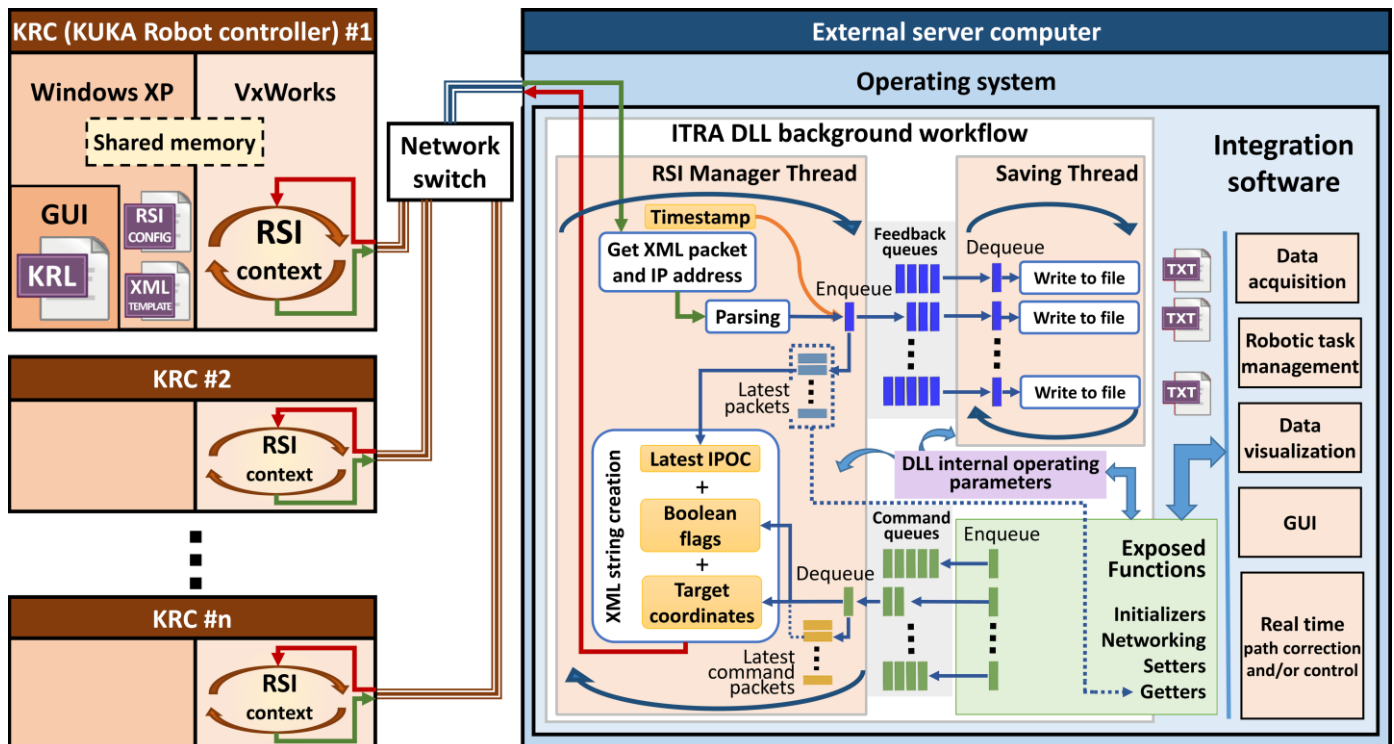 KRC (KUKA Robot controller) #1
Windows XP
VxWorks
Shared memory
GUI
KRL
RSI
CONFIG
XML
TEMPLATE
RSI
context
KRC #2
RSI
context
KRC #n
RSI
context
Network
switch
External server computer
Operating system
ITRA DLL background workflow
RSI Manager Thread
Timestamp
Get XML packet
and IP address
Parsing
Enqueue
Feedback
queues
Latest
packets
Saving Thread
Dequeue
Write to file
Write to file
Write to file
TXT
TXT
TXT
XML string creation
Latest IPOC
+
Boolean
flags
+
Target
coordinates
Dequeue
Latest
command
packets
DLL internal operating
parameters
Command
queues
Enqueue
Exposed
Functions
Initializers
Networking
Setters
Getters
Integration
software
Data
acquisition
Robotic task
management
Data
visualization
GUI
Real time
path correction
and/or control